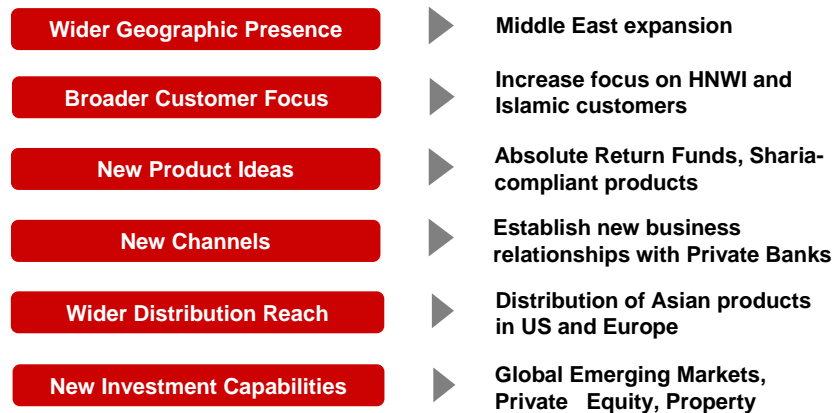 Wider Geographic Presence
Middle East expansion
Broader Customer Focus
Increase focus on HNWI and
Islamic customers
New Product Ideas
Absolute Return Funds, Sharia-
compliant products
New Channels
Establish new business
relationships with Private Banks
Wider Distribution Reach
Distribution of Asian products
in US and Europe
New Investment Capabilities
Global Emerging Markets,
Private Equity, Property